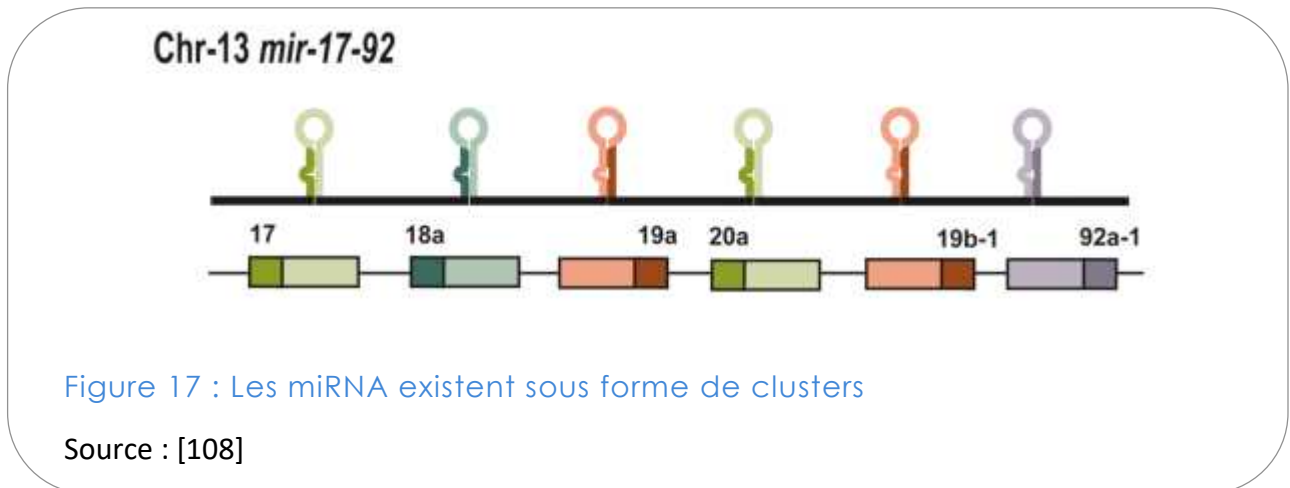 Chr-13 mir-17-92
17 18a 19a 20a 19b-1 92a-1
Figure 17 : Les miRNA existent sous forme de clusters
Source : [108]